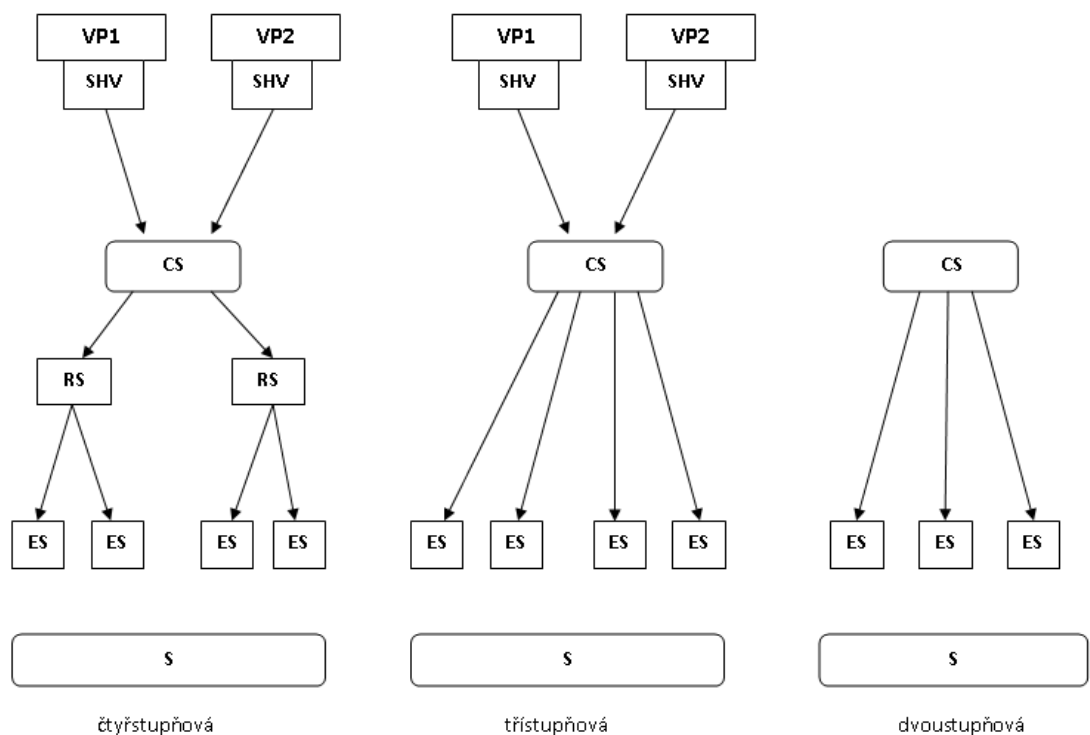 VP1 VP2 VP1 VP2
SHV SHV SHV SHV
CS CS CS
RS RS
ES ES ES ES ES ES ES ES ES ES ES
S S S
čtyřstupňová třístupňová dvoustupňová